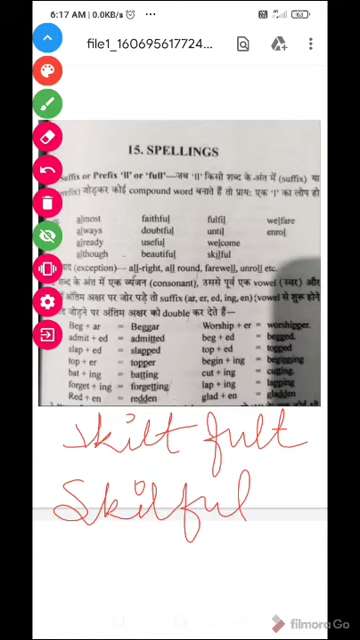 6:17 AM | 0.0KB/s
file1_160695617724...
15. SPELLINGS
uffix or Prefix 'll' or 'full'—जब 'll' किसी शब्द के अंत में (suffix) या
refix) जोड़कर कोई compound word बनाते हैं तो प्राय: एक 'l' का लोप हो
almost faithful fulfil welfare
always doubtful until enrol
already useful welcome
although beautiful skilful
(exception)— all-right, all round, farewell, unroll etc.
शब्द के अंत में एक व्यंजन (consonant), उससे पूर्व एक vowel (स्वर) और
अंतिम अक्षर पर जोर पड़े तो suffix (ar, er, ed, ing, en) vowel से शुरू होने
जोड़ने पर अंतिम अक्षर को double कर देते हैं—
Beg + ar = Beggar Worship + er = worshipper.
admit + ed = admitted beg + ed = begged.
slap + ed = slapped top + ed = topped
top + er = topper begin + ing = beginning
bat + ing = batting cut + ing = cutting.
forget + ing = forgetting lap + ing = lapping
Red + en = redden glad + en = gladden
skill full
Skilful
filmora Go